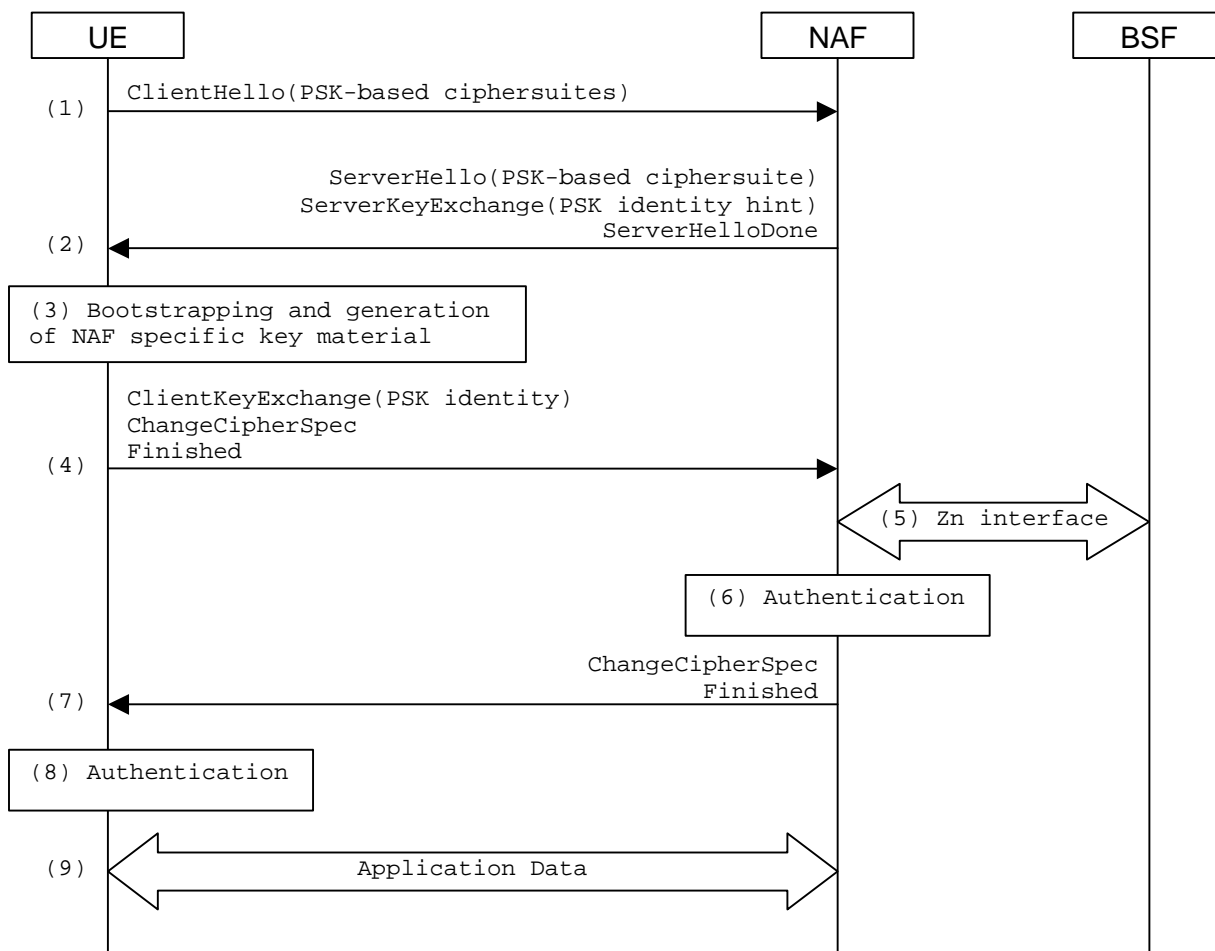 UE
NAF
BSF
ClientHello(PSK-based ciphersuites)
(1)
ServerHello(PSK-based ciphersuite)
ServerKeyExchange(PSK identity hint)
ServerHelloDone
(2)
(3) Bootstrapping and generation
of NAF specific key material
ClientKeyExchange(PSK identity)
ChangeCipherSpec
Finished
(4)
(5) Zn interface
(6) Authentication
ChangeCipherSpec
Finished
(7)
(8) Authentication
(9)
Application Data